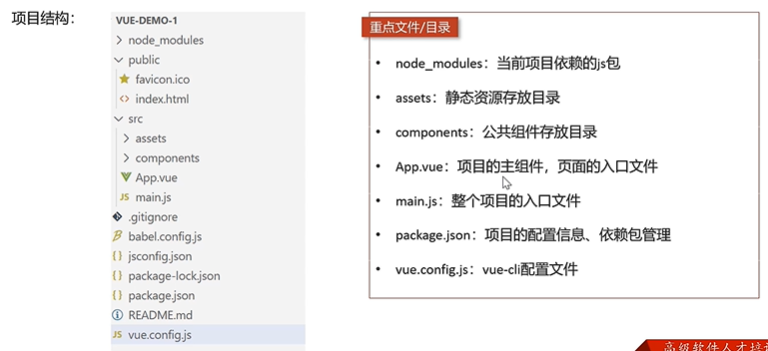 项目结构：
VUE-DEMO-1
node_modules
public
favicon.ico
index.html
src
assets
components
App.vue
JS main.js
.gitignore
babel.config.js
{} jsconfig.json
{} package-lock.json
{} package.json
README.md
JS vue.config.js
重点文件/目录
• node_modules：当前项目依赖的js包
• assets：静态资源存放目录
• components：公共组件存放目录
• App.vue：项目的主组件，页面的入口文件
• main.js：整个项目的入口文件
• package.json：项目的配置信息、依赖包管理
• vue.config.js：vue-cli配置文件
高级软件人才培